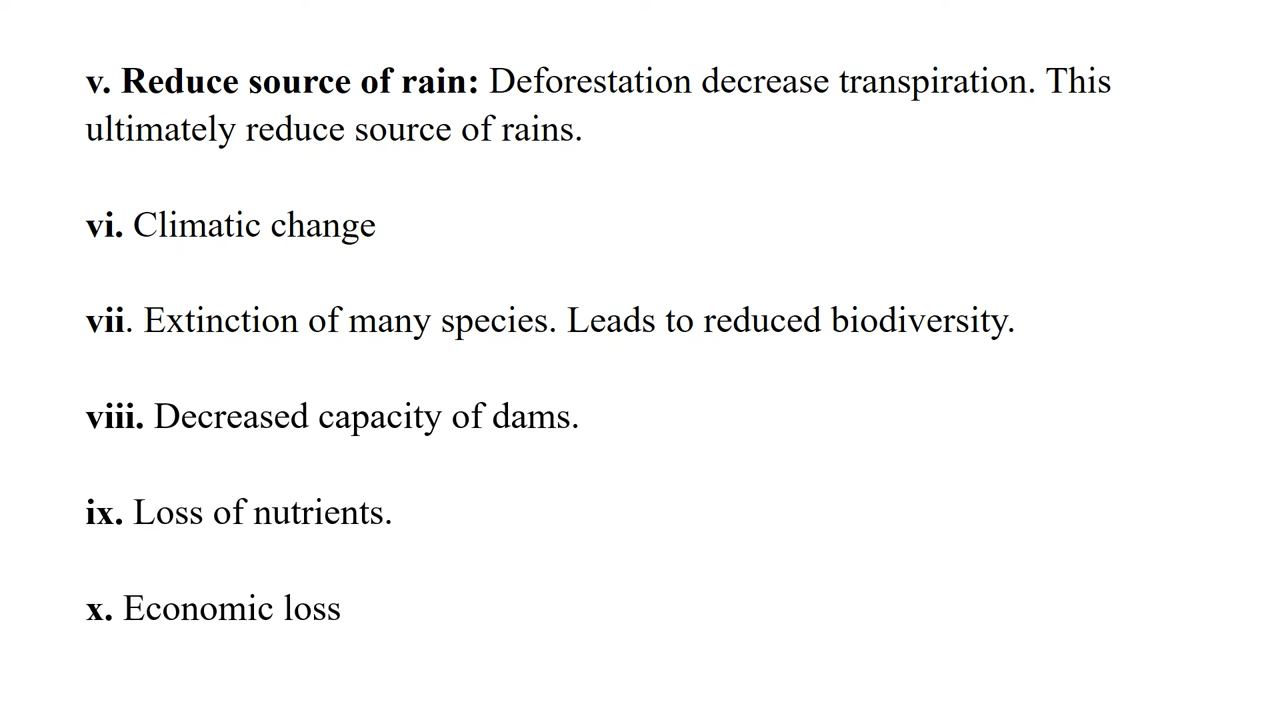 v. Reduce source of rain: Deforestation decrease transpiration. This
ultimately reduce source of rains.
vi. Climatic change
vii. Extinction of many species. Leads to reduced biodiversity.
viii. Decreased capacity of dams.
ix. Loss of nutrients.
x. Economic loss